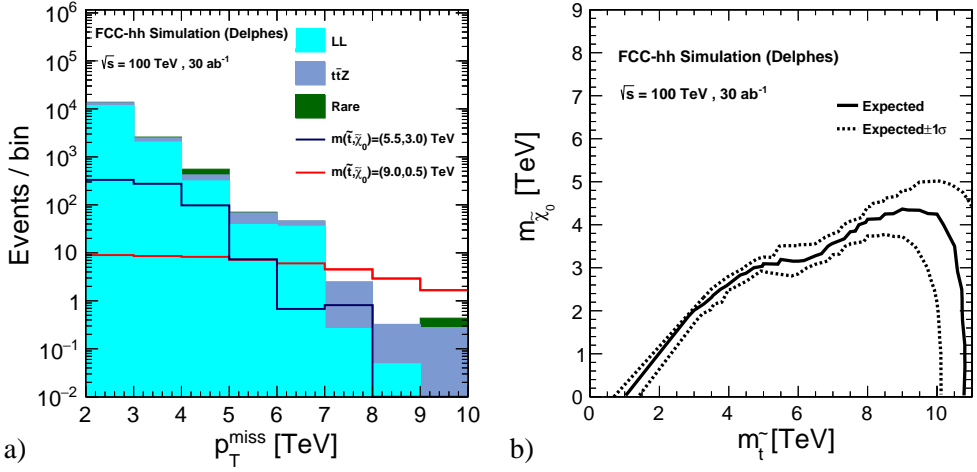 FCC-hh Simulation (Delphes)
√s = 100 TeV , 30 ab⁻¹
LL
tt̄Z
Rare
m(t̃,χ̃₀)=(5.5,3.0) TeV
m(t̃,χ̃₀)=(9.0,0.5) TeV
Events / bin
10⁶
10⁵
10⁴
10³
10²
10
1
10⁻¹
10⁻²
2 3 4 5 6 7 8 9 10
p_T^miss [TeV]
a)
FCC-hh Simulation (Delphes)
√s = 100 TeV , 30 ab⁻¹
Expected
Expected±1σ
m_χ̃₀ [TeV]
9
8
7
6
5
4
3
2
1
0
0 2 4 6 8 10
m_t̃ [TeV]
b)